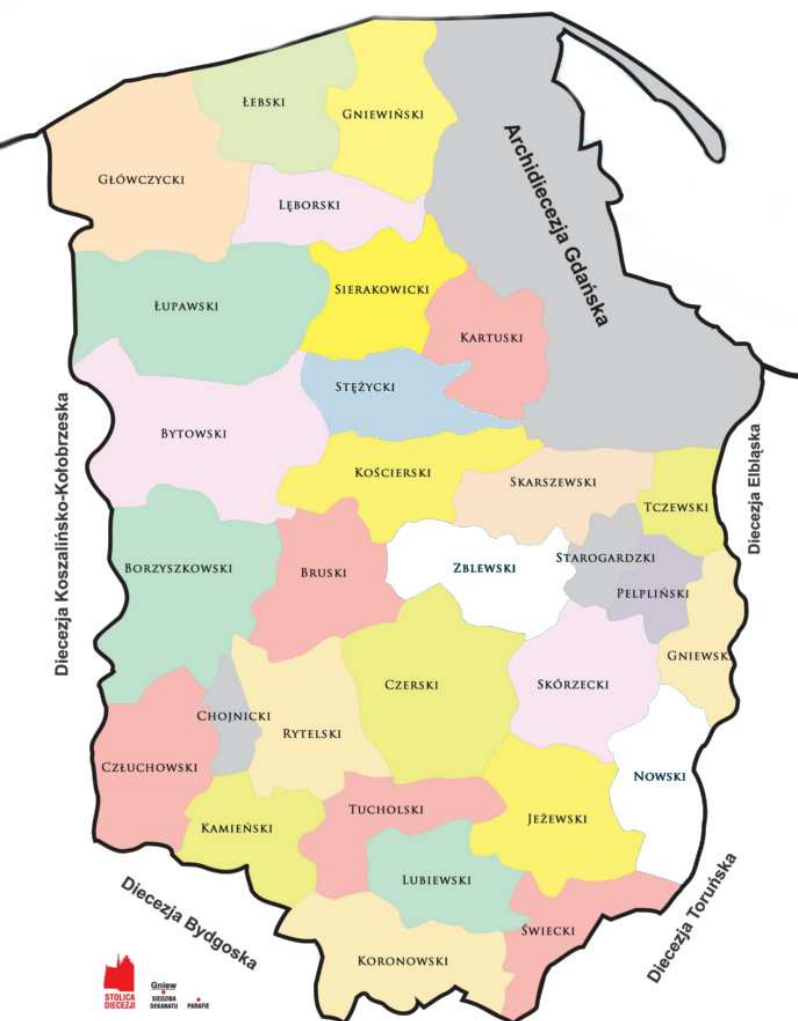 ŁEBSKI
GNIEWIŃSKI
Archidiecezja Gdańska
GŁÓWCZYCKI
LĘBORSKI
SIERAKOWICKI
ŁUPAWSKI
KARTUSKI
STĘŻYCKI
BYTOWSKI
KOŚCIERSKI
SKARSZEWSKI
TCZEWSKI
Diecezja Koszalińsko-Kołobrzeska
Diecezja Elbląska
BORZYSZKOWSKI
BRUSKI
ZBLEWSKI
STAROGARDZKI
PELPLIŃSKI
GNIEWSK
CZERSKI
SKÓRZECKI
CHOJNICKI
RYTELSKI
CZŁUCHOWSKI
NOWSKI
TUCHOLSKI
JEŻEWSKI
KAMIEŃSKI
LUBIEWSKI
Diecezja Bydgoska
ŚWIECKI
Diecezja Toruńska
KORONOWSKI
STOLICA
DIECEZJI
Gniew
SIEDZIBA
DEKANATU
PARAFIE